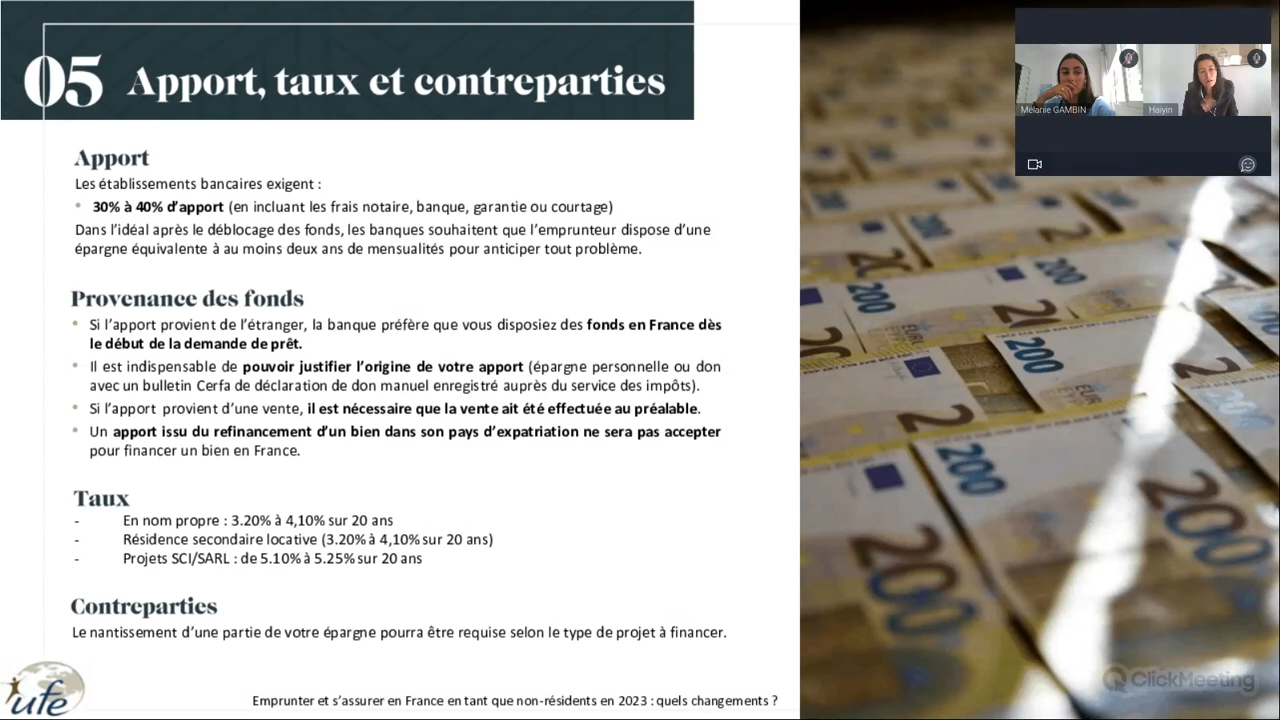 05 Apport, taux et contreparties
Apport
Les établissements bancaires exigent :
• 30% à 40% d'apport (en incluant les frais notaire, banque, garantie ou courtage)
Dans l'idéal après le déblocage des fonds, les banques souhaitent que l'emprunteur dispose d'une
épargne équivalente à au moins deux ans de mensualités pour anticiper tout problème.
Provenance des fonds
• Si l'apport provient de l'étranger, la banque préfère que vous disposiez des fonds en France dès
le début de la demande de prêt.
• Il est indispensable de pouvoir justifier l'origine de votre apport (épargne personnelle ou don
avec un bulletin Cerfa de déclaration de don manuel enregistré auprès du service des impôts).
• Si l'apport provient d'une vente, il est nécessaire que la vente ait été effectuée au préalable.
• Un apport issu du refinancement d'un bien dans son pays d'expatriation ne sera pas accepter
pour financer un bien en France.
Taux
- En nom propre : 3.20% à 4,10% sur 20 ans
- Résidence secondaire locative (3.20% à 4,10% sur 20 ans)
- Projets SCI/SARL : de 5.10% à 5.25% sur 20 ans
Contreparties
Le nantissement d'une partie de votre épargne pourra être requise selon le type de projet à financer.
ufe
Emprunter et s'assurer en France en tant que non-résidents en 2023 : quels changements ?
Mélanie GAMBIN
Haiyin
200
200
200
200
200
200
200
ClickMeeting